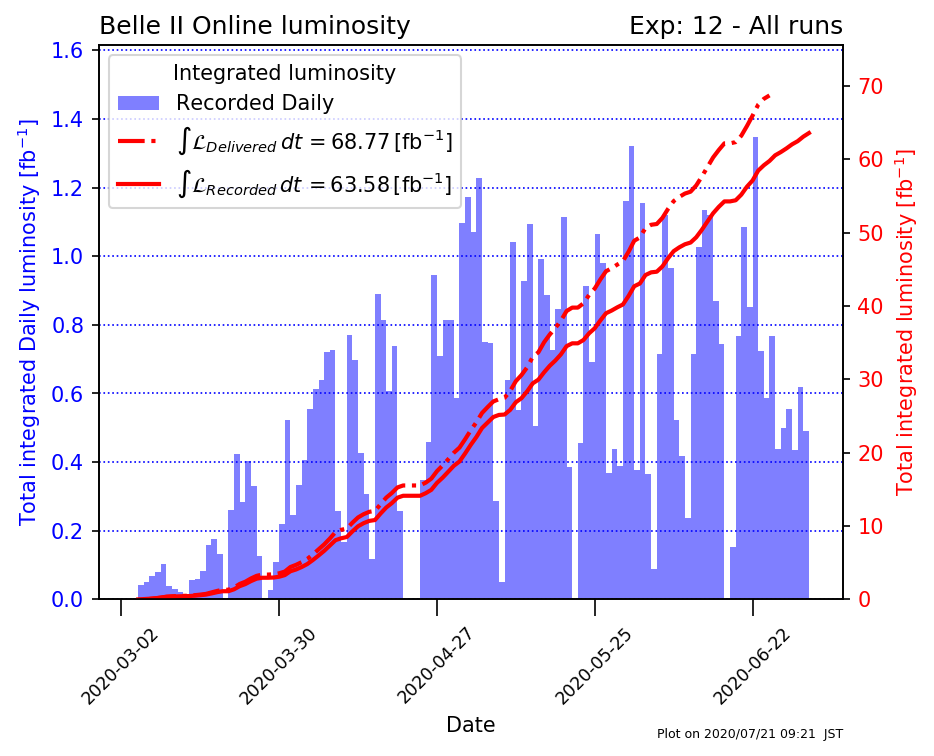 Belle II Online luminosity Exp: 12 - All runs
Integrated luminosity
Recorded Daily
∫ℒ_Delivered dt = 68.77 [fb⁻¹]
∫ℒ_Recorded dt = 63.58 [fb⁻¹]
Total integrated Daily luminosity [fb⁻¹]
1.6
1.4
1.2
1.0
0.8
0.6
0.4
0.2
0.0
Total integrated luminosity [fb⁻¹]
70
60
50
40
30
20
10
0
2020-03-02 2020-03-30 2020-04-27 2020-05-25 2020-06-22
Date
Plot on 2020/07/21 09:21 JST